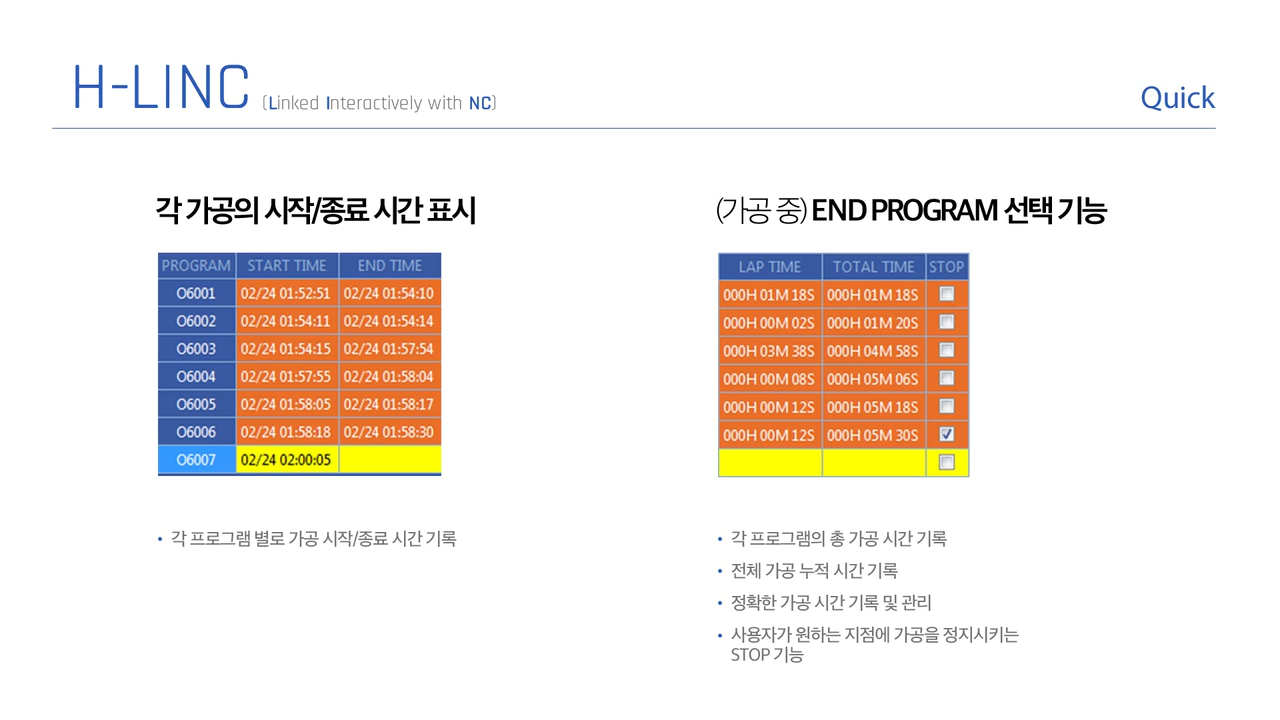 H-LINC (Linked Interactively with NC)
Quick
각 가공의 시작/종료 시간 표시
PROGRAM START TIME END TIME
O6001 02/24 01:52:51 02/24 01:54:10
O6002 02/24 01:54:11 02/24 01:54:14
O6003 02/24 01:54:15 02/24 01:57:54
O6004 02/24 01:57:55 02/24 01:58:04
O6005 02/24 01:58:05 02/24 01:58:17
O6006 02/24 01:58:18 02/24 01:58:30
O6007 02/24 02:00:05
• 각 프로그램 별로 가공 시작/종료 시간 기록
(가공 중) END PROGRAM 선택 기능
LAP TIME TOTAL TIME STOP
000H 01M 18S 000H 01M 18S
000H 00M 02S 000H 01M 20S
000H 03M 38S 000H 04M 58S
000H 00M 08S 000H 05M 06S
000H 00M 12S 000H 05M 18S
000H 00M 12S 000H 05M 30S
• 각 프로그램의 총 가공 시간 기록
• 전체 가공 누적 시간 기록
• 정확한 가공 시간 기록 및 관리
• 사용자가 원하는 지점에 가공을 정지시키는
STOP 기능